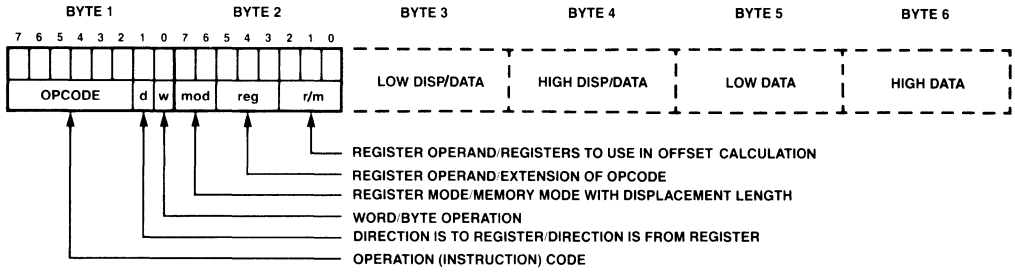 BYTE 1 BYTE 2 BYTE 3 BYTE 4 BYTE 5 BYTE 6
7 6 5 4 3 2 1 0 7 6 5 4 3 2 1 0
LOW DISP/DATA HIGH DISP/DATA LOW DATA HIGH DATA
OPCODE d w mod reg r/m
REGISTER OPERAND/REGISTERS TO USE IN OFFSET CALCULATION
REGISTER OPERAND/EXTENSION OF OPCODE
REGISTER MODE/MEMORY MODE WITH DISPLACEMENT LENGTH
WORD/BYTE OPERATION
DIRECTION IS TO REGISTER/DIRECTION IS FROM REGISTER
OPERATION (INSTRUCTION) CODE